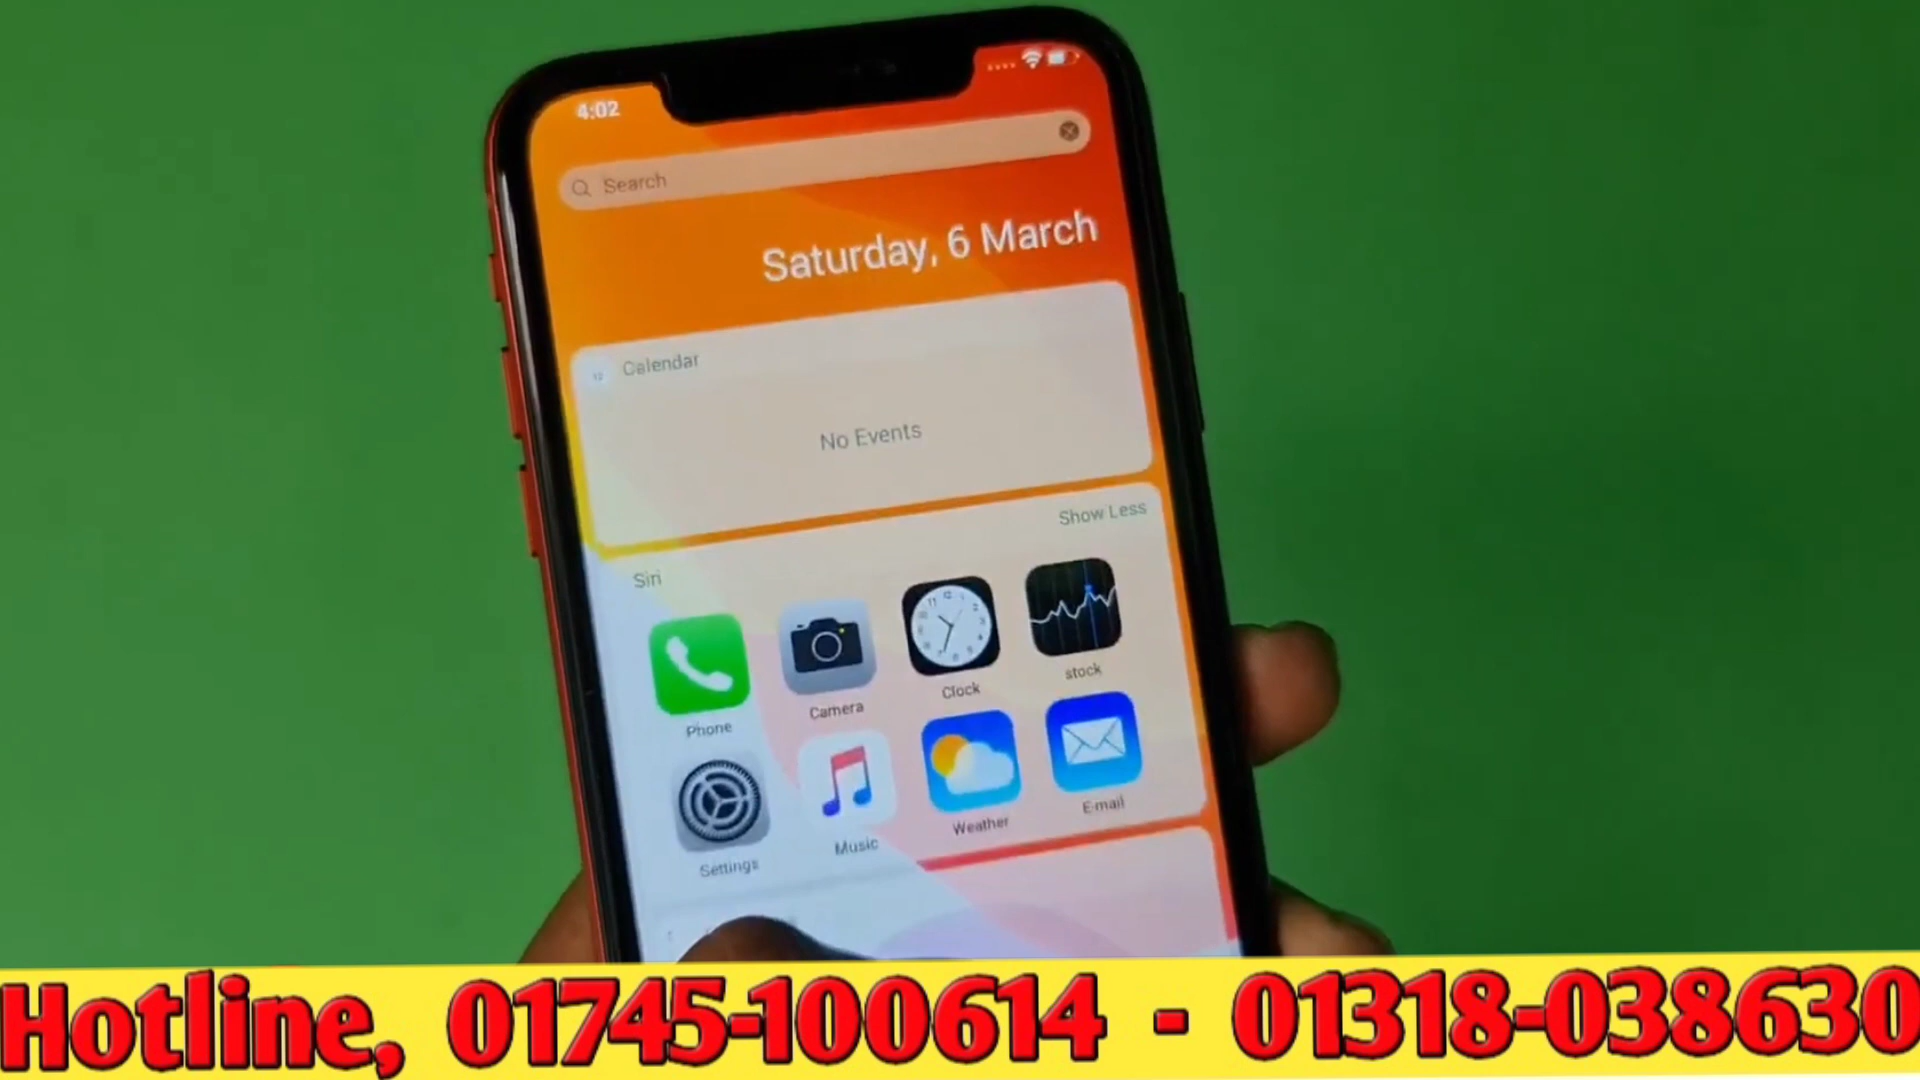 4:02
Search
Saturday, 6 March
Calendar
No Events
Show Less
Siri
Phone
Camera
Clock
stock
Settings
Music
Weather
E-mail
Hotline, 01745-100614 - 01318-038630